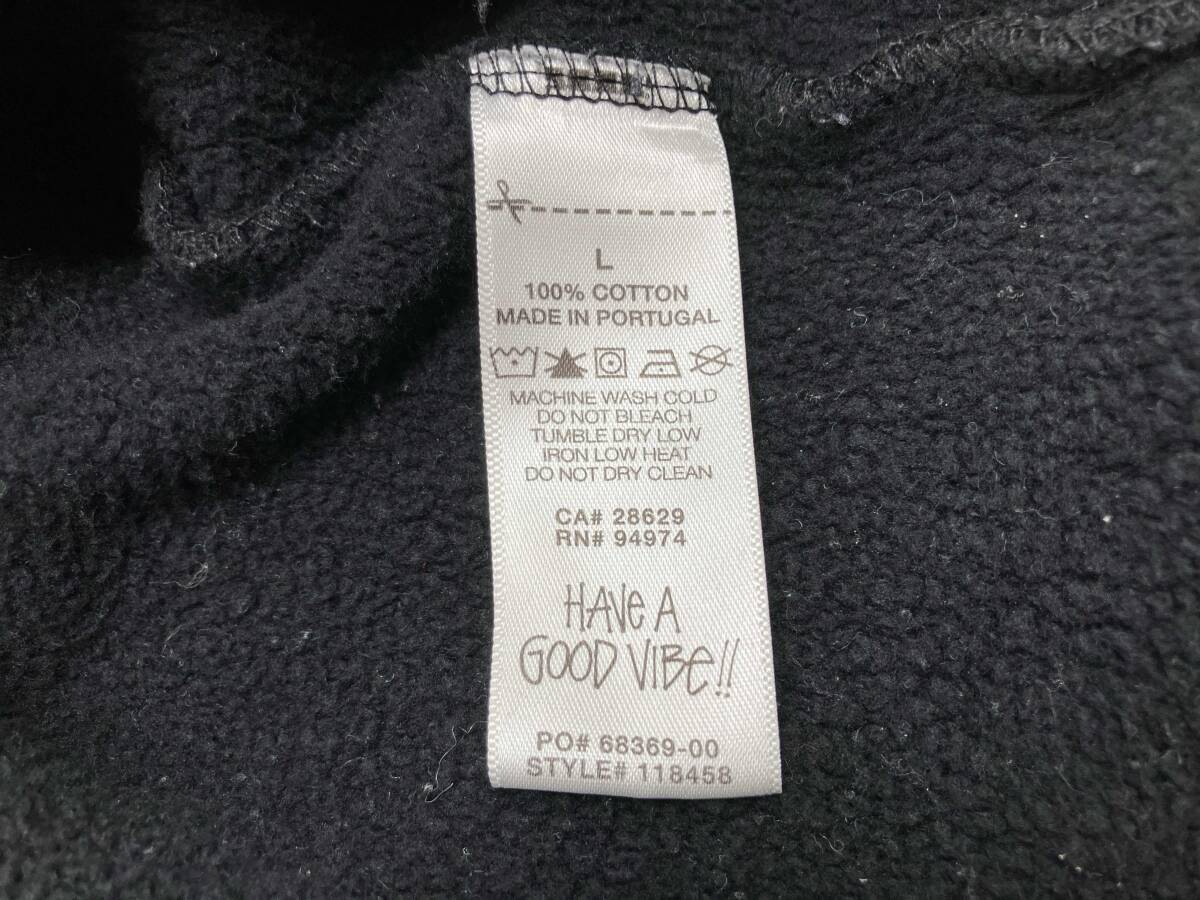 L
100% COTTON
MADE IN PORTUGAL
MACHINE WASH COLD
DO NOT BLEACH
TUMBLE DRY LOW
IRON LOW HEAT
DO NOT DRY CLEAN
CA# 28629
RN# 94974
HAVe A
GOOD VIBe!!
PO# 68369-00
STYLE# 118458